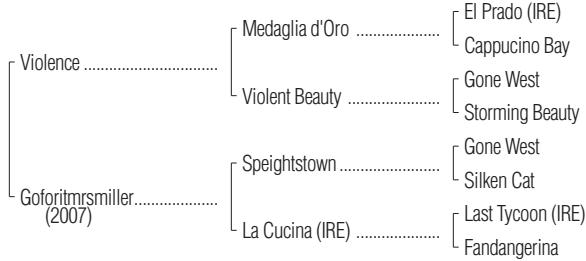 El Prado (IRE)
Medaglia d'Oro ....................
Cappucino Bay
Violence ................................
Gone West
Violent Beauty ......................
Storming Beauty
Gone West
Speightstown ........................
Silken Cat
Goforitmrsmiller....................
(2007)
Last Tycoon (IRE)
La Cucina (IRE) ....................
Fandangerina